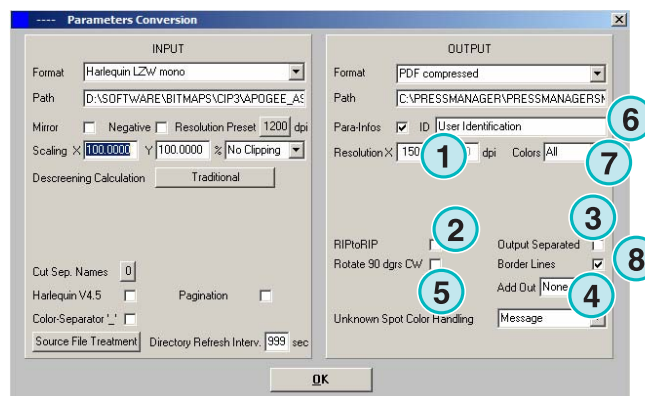 ---- Parameters Conversion
INPUT
Format Harlequin LZW mono
Path D:\SOFTWARE\BITMAPS\CIP3\APOGEE_AS
Mirror Negative Resolution Preset 1200 dpi
Scaling X 100.0000 Y 100.0000 % No Clipping
Descreening Calculation Traditional
Cut Sep. Names 0
Harlequin V4.5 Pagination
Color-Separator '_'
Source File Treatment Directory Refresh Interv. 999 sec
OUTPUT
Format PDF compressed
Path C:\PRESSMANAGER\PRESSMANAGERSM
Para-Infos ID User Identification 6
Resolution X 150 1 dpi Colors All 7
RIPtoRIP 2 Output Separated 3
Rotate 90 dgrs CW 5 Border Lines 8
Add Out None 4
Unknown Spot Color Handling Message
OK